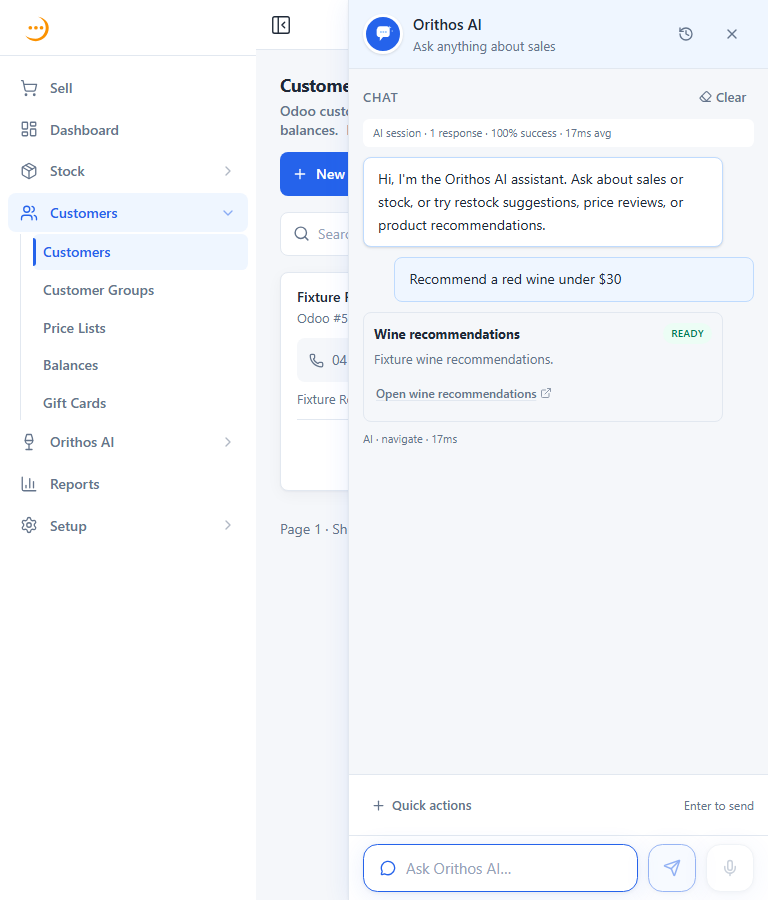 Sell
Dashboard
Stock
Customers
Customers
Customer Groups
Price Lists
Balances
Gift Cards
Orithos AI
Reports
Setup
Odoo
balances.
New
Odoo #5
04
Fixture
Page 1 · Sh
Orithos AI
Ask anything about sales
CHAT
Clear
AI session · 1 response · 100% success · 17ms avg
Hi, I'm the Orithos AI assistant. Ask about sales or
stock, or try restock suggestions, price reviews, or
product recommendations.
Recommend a red wine under $30
Wine recommendations
READY
Fixture wine recommendations.
Open wine recommendations
AI · navigate · 17ms
Quick actions
Enter to send
Ask Orithos AI...